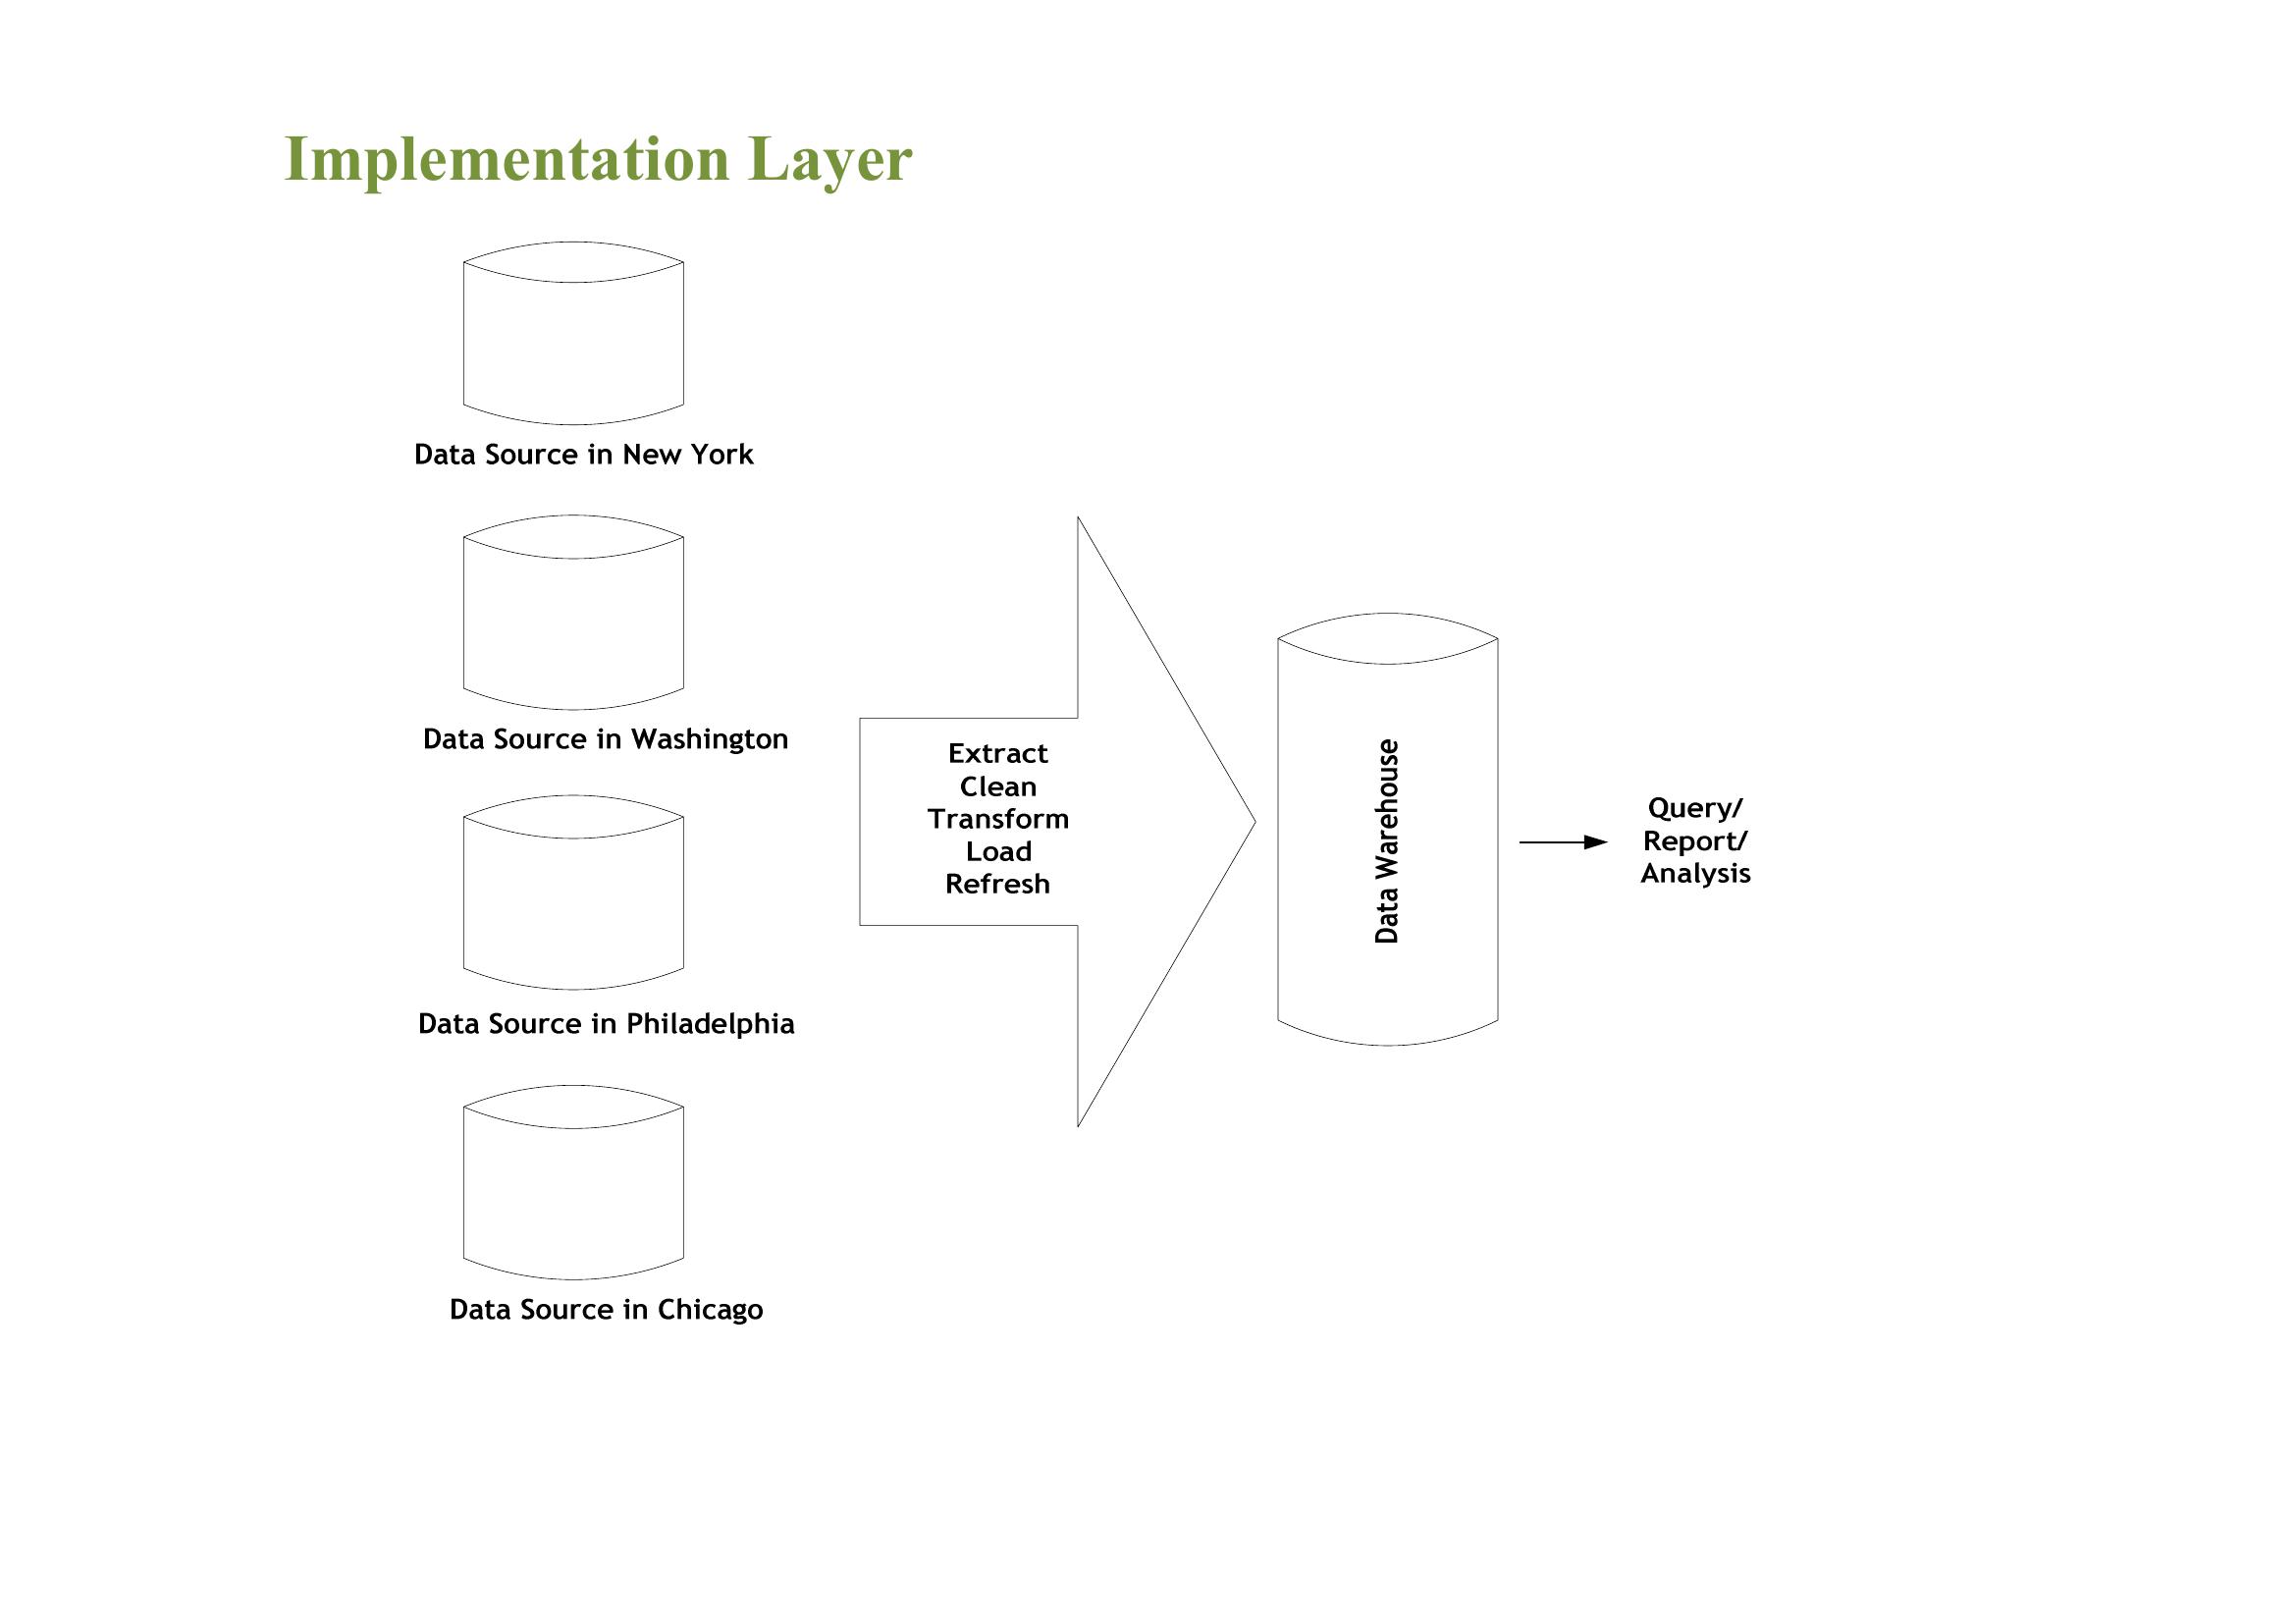 Implementation Layer
Data Source in New York
Data Source in Washington
Data Source in Philadelphia
Data Source in Chicago
Extract
Clean
Transform
Load
Refresh
Data Warehouse
Query/
Report/
Analysis